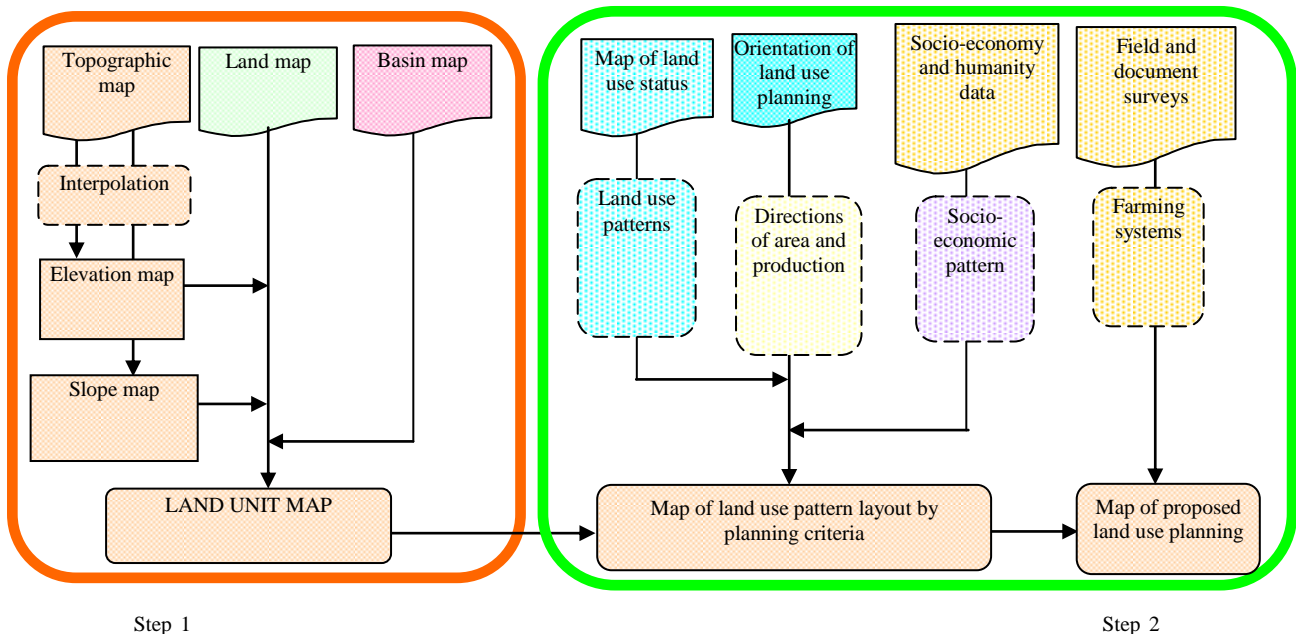 Topographic
map
Land map
Basin map
Interpolation
Elevation map
Slope map
LAND UNIT MAP
Map of land
use status
Orientation of
land use
planning
Socio-economy
and humanity
data
Field and
document
surveys
Land use
patterns
Directions
of area and
production
Socio-
economic
pattern
Farming
systems
Map of land use pattern layout by
planning criteria
Map of proposed
land use planning
Step 1
Step 2